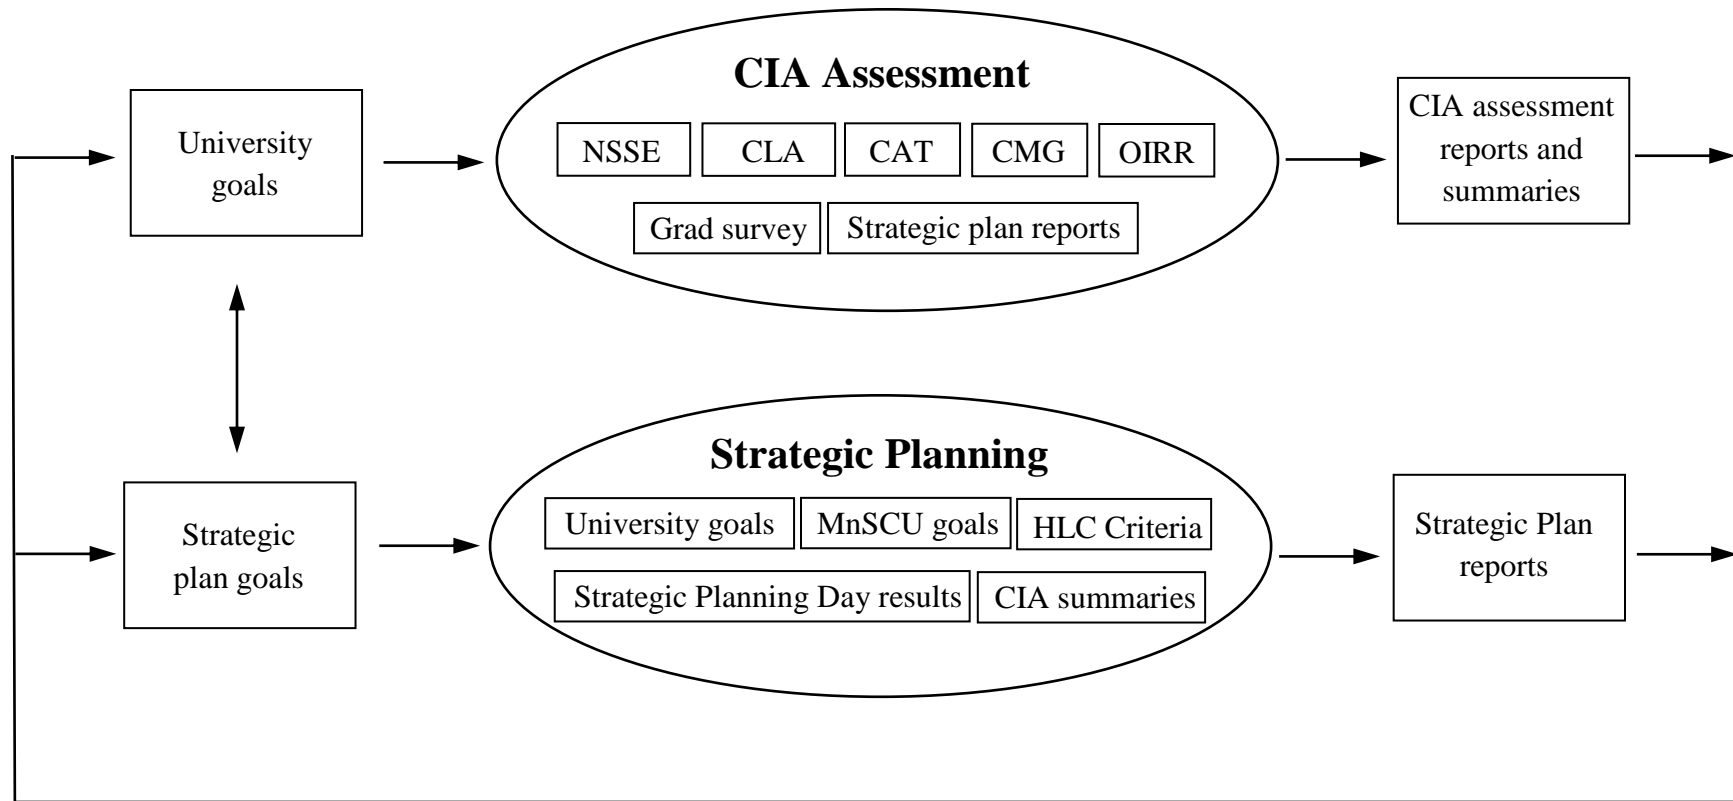 CIA Assessment
University
goals
NSSE
CLA
CAT
CMG
OIRR
Grad survey
Strategic plan reports
CIA assessment
reports and
summaries
Strategic Planning
Strategic
plan goals
University goals
MnSCU goals
HLC Criteria
Strategic Planning Day results
CIA summaries
Strategic Plan
reports